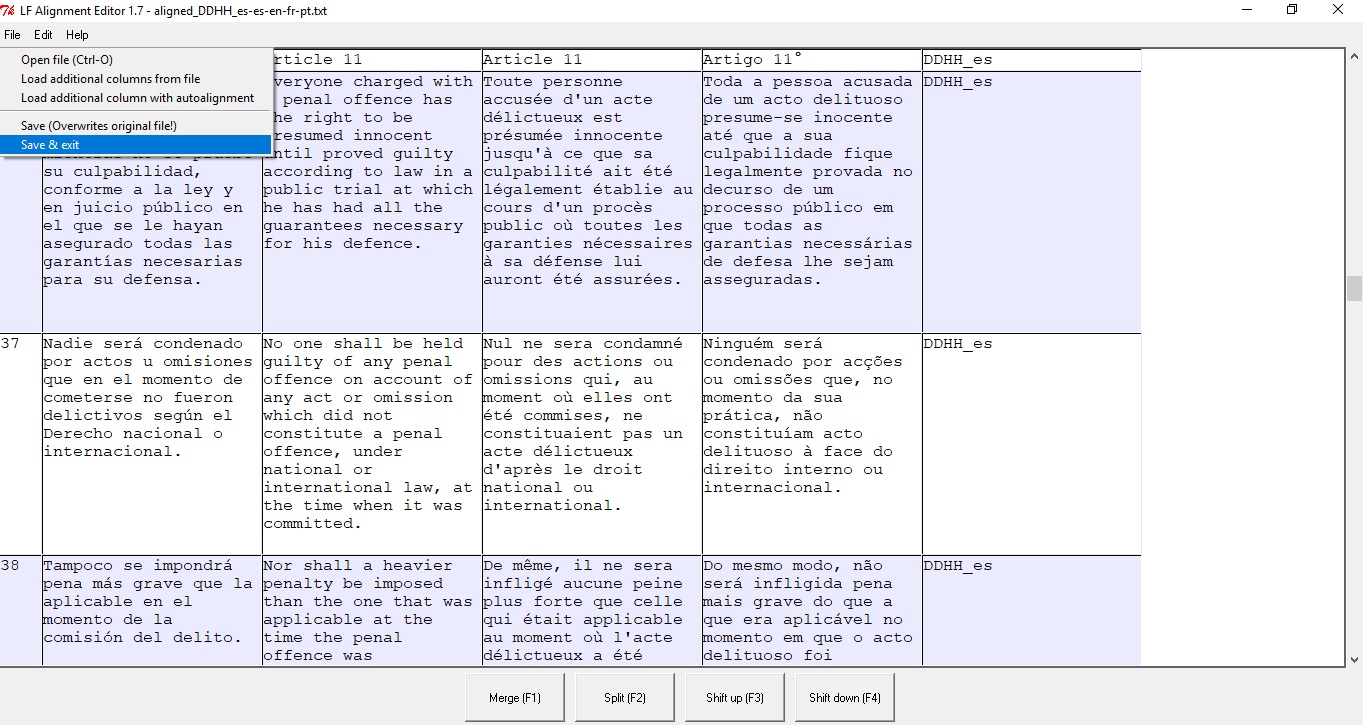 LF Alignment Editor 1.7 - aligned_DDHH_es-es-en-fr-pt.txt
File Edit Help
Open file (Ctrl-O)
Load additional columns from file
Load additional column with autoalignment
Save (Overwrites original file!)
Save & exit
rticle 11
Article 11
Artigo 11°
DDHH_es
su culpabilidad,
conforme a la ley y
en juicio público en
el que se le hayan
asegurado todas las
garantías necesarias
para su defensa.
veryone charged with
penal offence has
he right to be
resumed innocent
ntil proved guilty
according to law in a
public trial at which
he has had all the
guarantees necessary
for his defence.
Toute personne
accusée d'un acte
délictueux est
présumée innocente
jusqu'à ce que sa
culpabilité ait été
légalement établie au
cours d'un procès
public où toutes les
garanties nécessaires
à sa défense lui
auront été assurées.
Toda a pessoa acusada
de um acto delituoso
presume-se inocente
até que a sua
culpabilidade fique
legalmente provada no
decurso de um
processo público em
que todas as
garantias necessárias
de defesa lhe sejam
asseguradas.
DDHH_es
37
Nadie será condenado
por actos u omisiones
que en el momento de
cometerse no fueron
delictivos según el
Derecho nacional o
internacional.
No one shall be held
guilty of any penal
offence on account of
any act or omission
which did not
constitute a penal
offence, under
national or
international law, at
the time when it was
committed.
Nul ne sera condamné
pour des actions ou
omissions qui, au
moment où elles ont
été commises, ne
constituaient pas un
acte délictueux
d'après le droit
national ou
international.
Ninguém será
condenado por acções
ou omissões que, no
momento da sua
prática, não
constituíam acto
delituoso à face do
direito interno ou
internacional.
DDHH_es
38
Tampoco se impondrá
pena más grave que la
aplicable en el
momento de la
comisión del delito.
Nor shall a heavier
penalty be imposed
than the one that was
applicable at the
time the penal
offence was
De même, il ne sera
infligé aucune peine
plus forte que celle
qui était applicable
au moment où l'acte
délictueux a été
Do mesmo modo, não
será infligida pena
mais grave do que a
que era aplicável no
momento em que o acto
delituoso foi
DDHH_es
Merge (F1)
Split (F2)
Shift up (F3)
Shift down (F4)